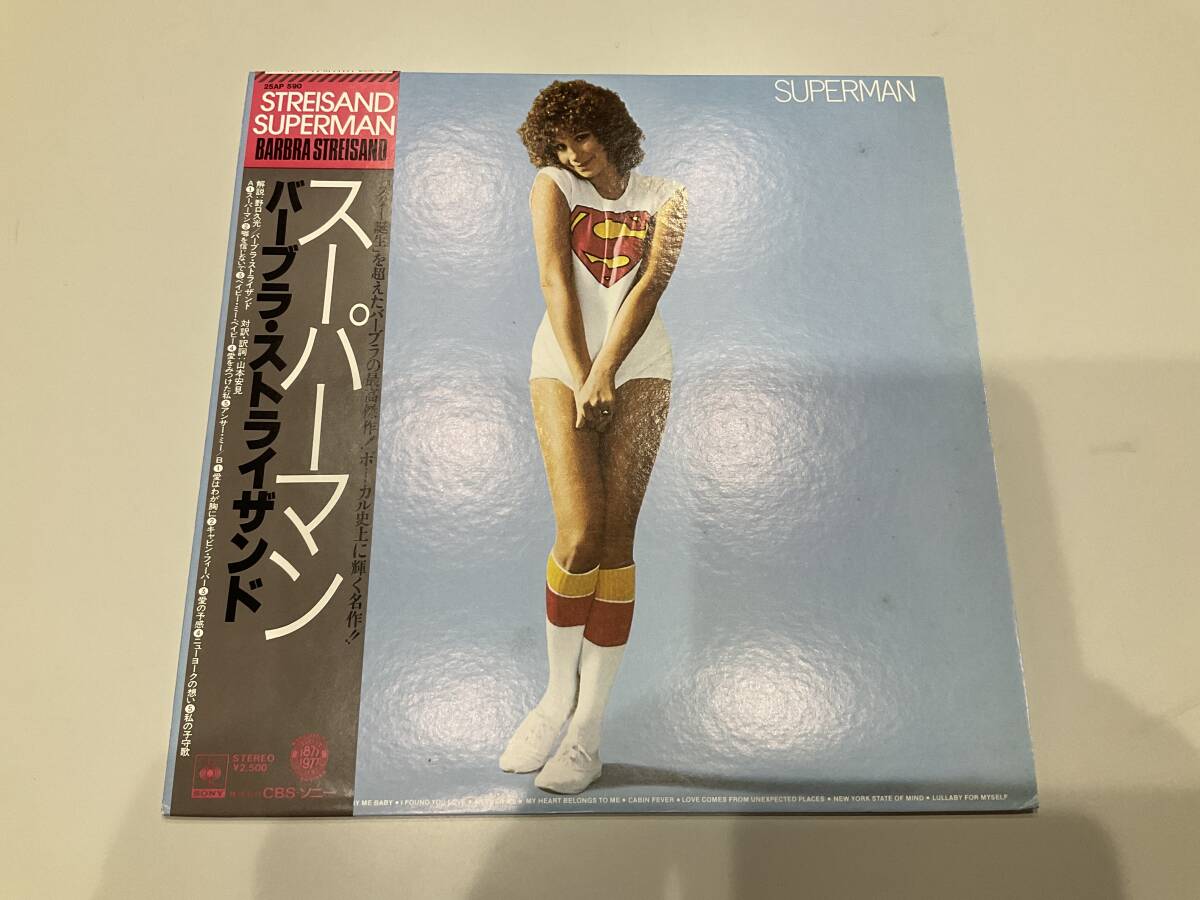 25AP 590
STREISAND
SUPERMAN
BARBRA STREISAND
SUPERMAN
を超えたバーブラの最高傑作!ボーカル史上に輝く名作!!
スーパーマン
バーブラ・ストライザンド
解説:野口久光/バーブラ・ストライザンド 対訳・訳詞:山本安見
A①スーパーマン②嘘を信じないで③ベイビー・ミー・ベイビー④愛をみつけた私⑤アンサー・ミー/B①愛はわが胸に②キャビン・フィーバー③愛の予感④ニューヨークの想い⑤私の子守歌
SONY
STEREO
¥2,500
1877
1977
CBS・ソニー
ME BABY • I FOUND YOU LOVE • • MY HEART BELONGS TO ME • CABIN FEVER • LOVE COMES FROM UNEXPECTED PLACES • NEW YORK STATE OF MIND • LULLABY FOR MYSELF